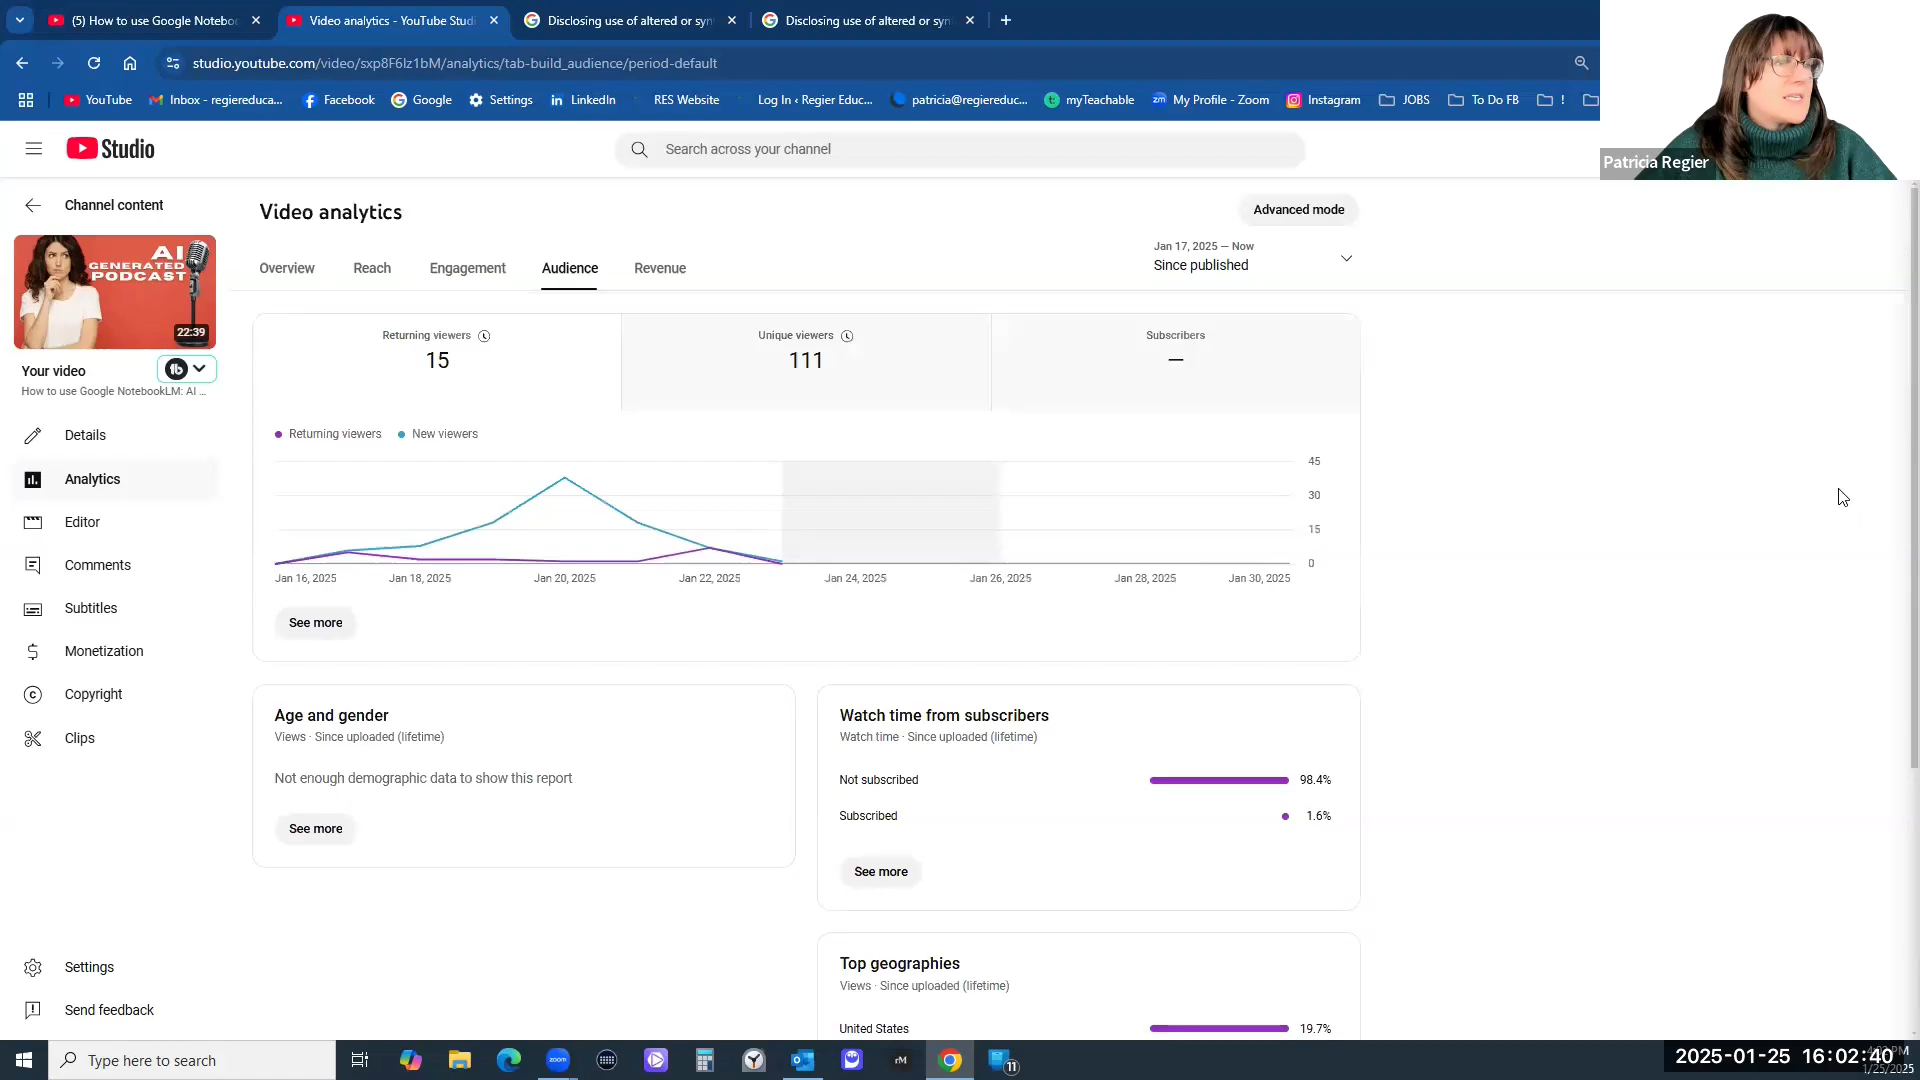 (5) How to use Google Notebo
Video analytics - YouTube Stud
Disclosing use of altered or syn
Disclosing use of altered or syn
studio.youtube.com/video/sxp8F6lz1bM/analytics/tab-build_audience/period-default
YouTube
Inbox - regiereduca...
Facebook
Google
Settings
LinkedIn
RES Website
Log In ‹ Regier Educ...
patricia@regiereduc...
myTeachable
My Profile - Zoom
Instagram
JOBS
To Do FB
!
Patricia Regier
Studio
Search across your channel
Channel content
AI
GENERATED
PODCAST
22:39
Your video
How to use Google NotebookLM: AI ...
Details
Analytics
Editor
Comments
Subtitles
Monetization
Copyright
Clips
Settings
Send feedback
Video analytics
Advanced mode
Overview
Reach
Engagement
Audience
Revenue
Jan 17, 2025 – Now
Since published
Returning viewers
15
Unique viewers
111
Subscribers
—
Returning viewers
New viewers
45
30
15
0
Jan 16, 2025
Jan 18, 2025
Jan 20, 2025
Jan 22, 2025
Jan 24, 2025
Jan 26, 2025
Jan 28, 2025
Jan 30, 2025
See more
Age and gender
Views · Since uploaded (lifetime)
Not enough demographic data to show this report
See more
Watch time from subscribers
Watch time · Since uploaded (lifetime)
Not subscribed
98.4%
Subscribed
1.6%
See more
Top geographies
Views · Since uploaded (lifetime)
United States
19.7%
Type here to search
zoom
rM
11
2025-01-25 16:02:40
1/25/2025